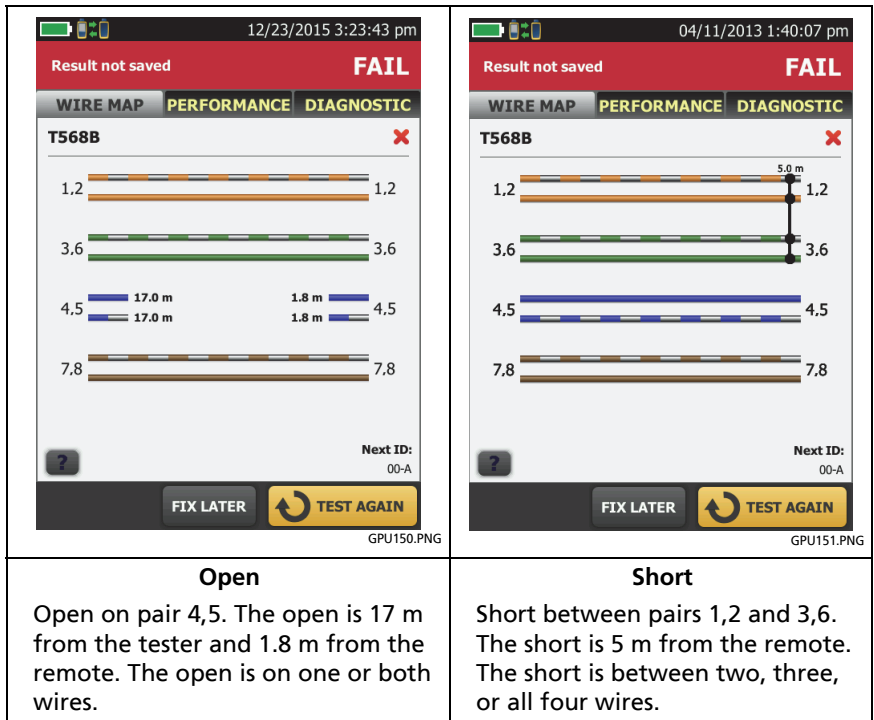 12/23/2015 3:23:43 pm
Result not saved FAIL
WIRE MAP PERFORMANCE DIAGNOSTIC
T568B
1,2 1,2
3,6 3,6
17.0 m 1.8 m
4,5 4,5
17.0 m 1.8 m
7,8 7,8
Next ID:
? 00-A
FIX LATER TEST AGAIN
GPU150.PNG
Open
Open on pair 4,5. The open is 17 m
from the tester and 1.8 m from the
remote. The open is on one or both
wires.
04/11/2013 1:40:07 pm
Result not saved FAIL
WIRE MAP PERFORMANCE DIAGNOSTIC
T568B
5.0 m
1,2 1,2
3,6 3,6
4,5 4,5
7,8 7,8
Next ID:
? 00-A
FIX LATER TEST AGAIN
GPU151.PNG
Short
Short between pairs 1,2 and 3,6.
The short is 5 m from the remote.
The short is between two, three,
or all four wires.